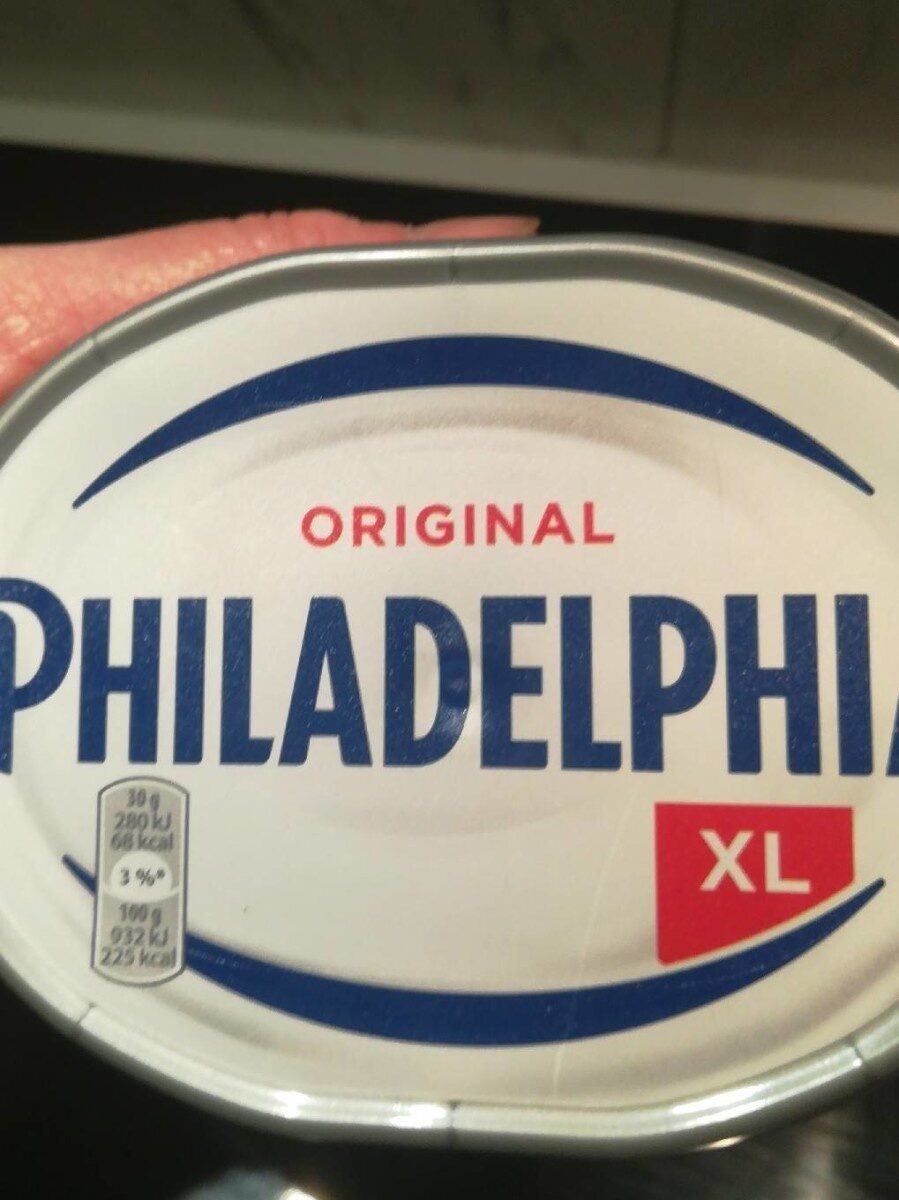 ORIGINAL
PHILADELPHIA
30 g
280 kJ
68 kcal
3 %*
100 g
932 kJ
225 kcal
XL